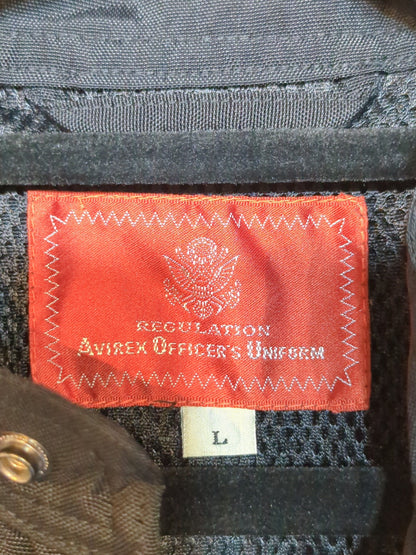 REGULATION
AVIREX OFFICER'S UNIFORM
L